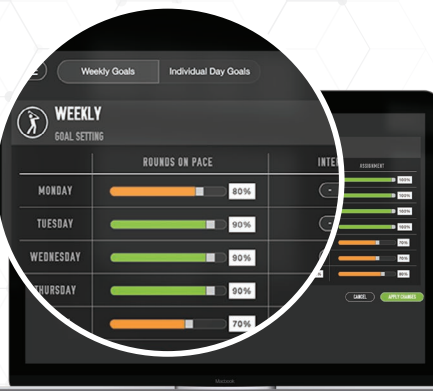 Weekly Goals Individual Day Goals
WEEKLY
GOAL SETTING
ROUNDS ON PACE
ASSIGNMENT
MONDAY 80% 100%
TUESDAY 90% 100%
WEDNESDAY 90% 100%
THURSDAY 90% 70%
70% 70%
80%
CANCEL APPLY CHANGES